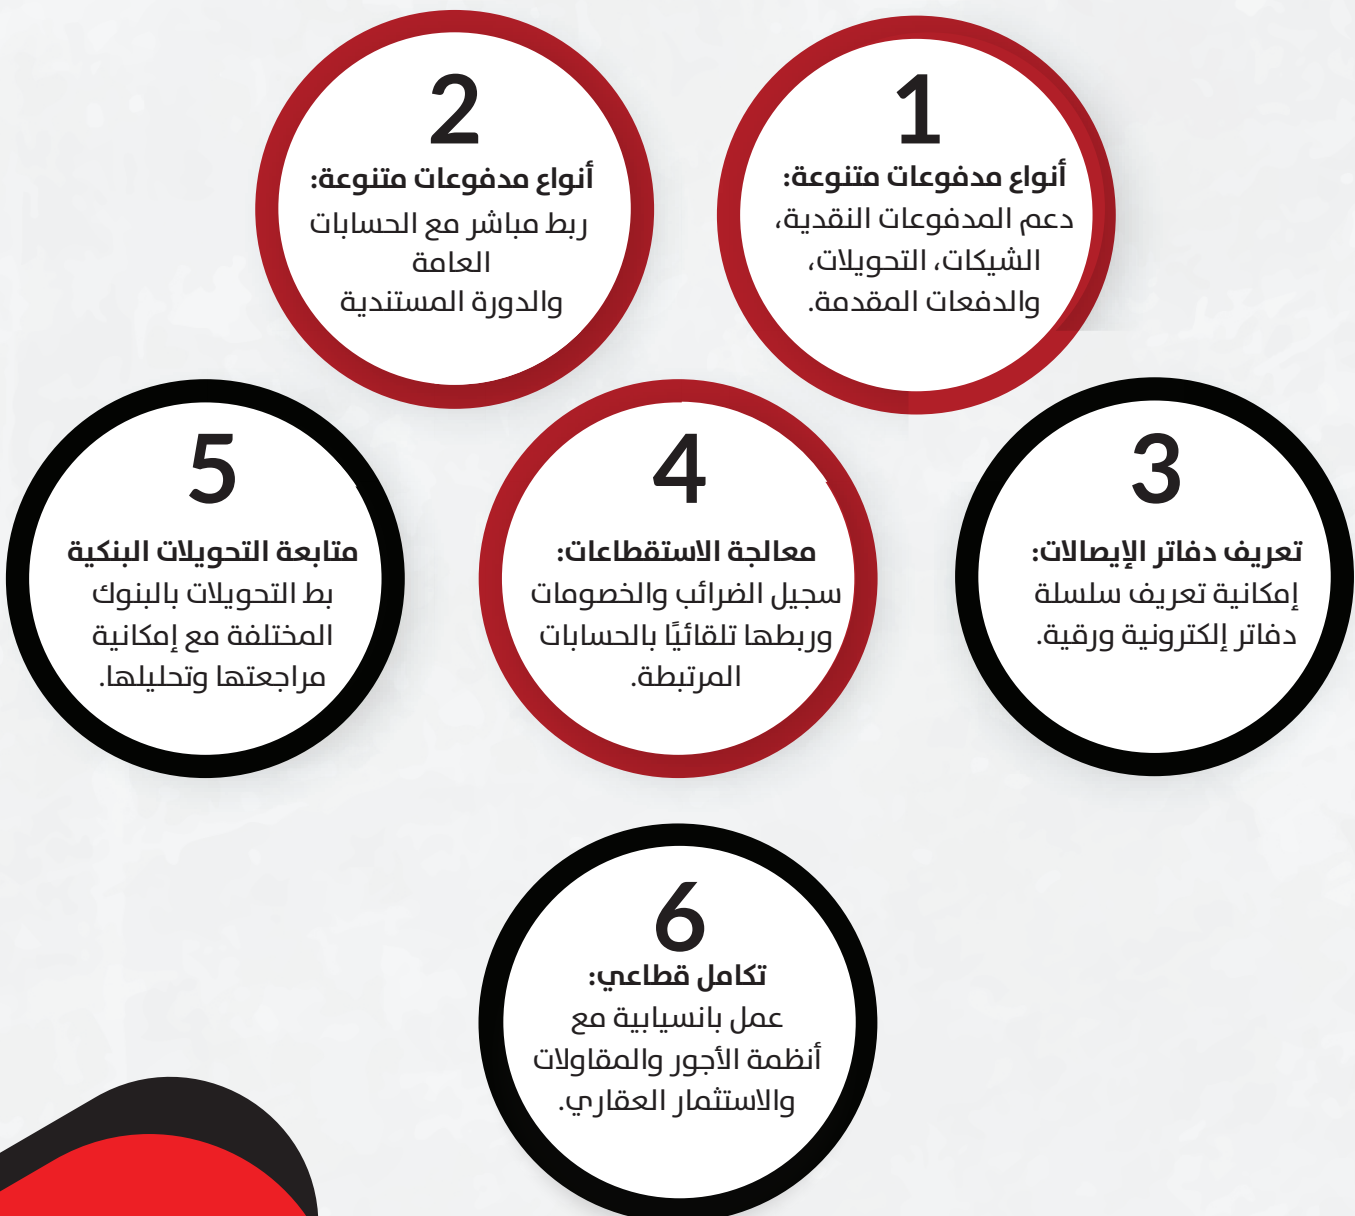 1
أنواع مدفوعات متنوعة:
دعم المدفوعات النقدية،
الشيكات، التحويلات،
والدفعات المقدمة.
2
أنواع مدفوعات متنوعة:
ربط مباشر مع الحسابات
العامة
والدورة المستندية
3
تعريف دفاتر الإيصالات:
إمكانية تعريف سلسلة
دفاتر إلكترونية ورقية.
4
معالجة الاستقطاعات:
سجيل الضرائب والخصومات
وربطها تلقائيًا بالحسابات
المرتبطة.
5
متابعة التحويلات البنكية
بط التحويلات بالبنوك
المختلفة مع إمكانية
مراجعتها وتحليلها.
6
تكامل قطاعي:
عمل بانسيابية مع
أنظمة الأجور والمقاولات
والاستثمار العقاري.